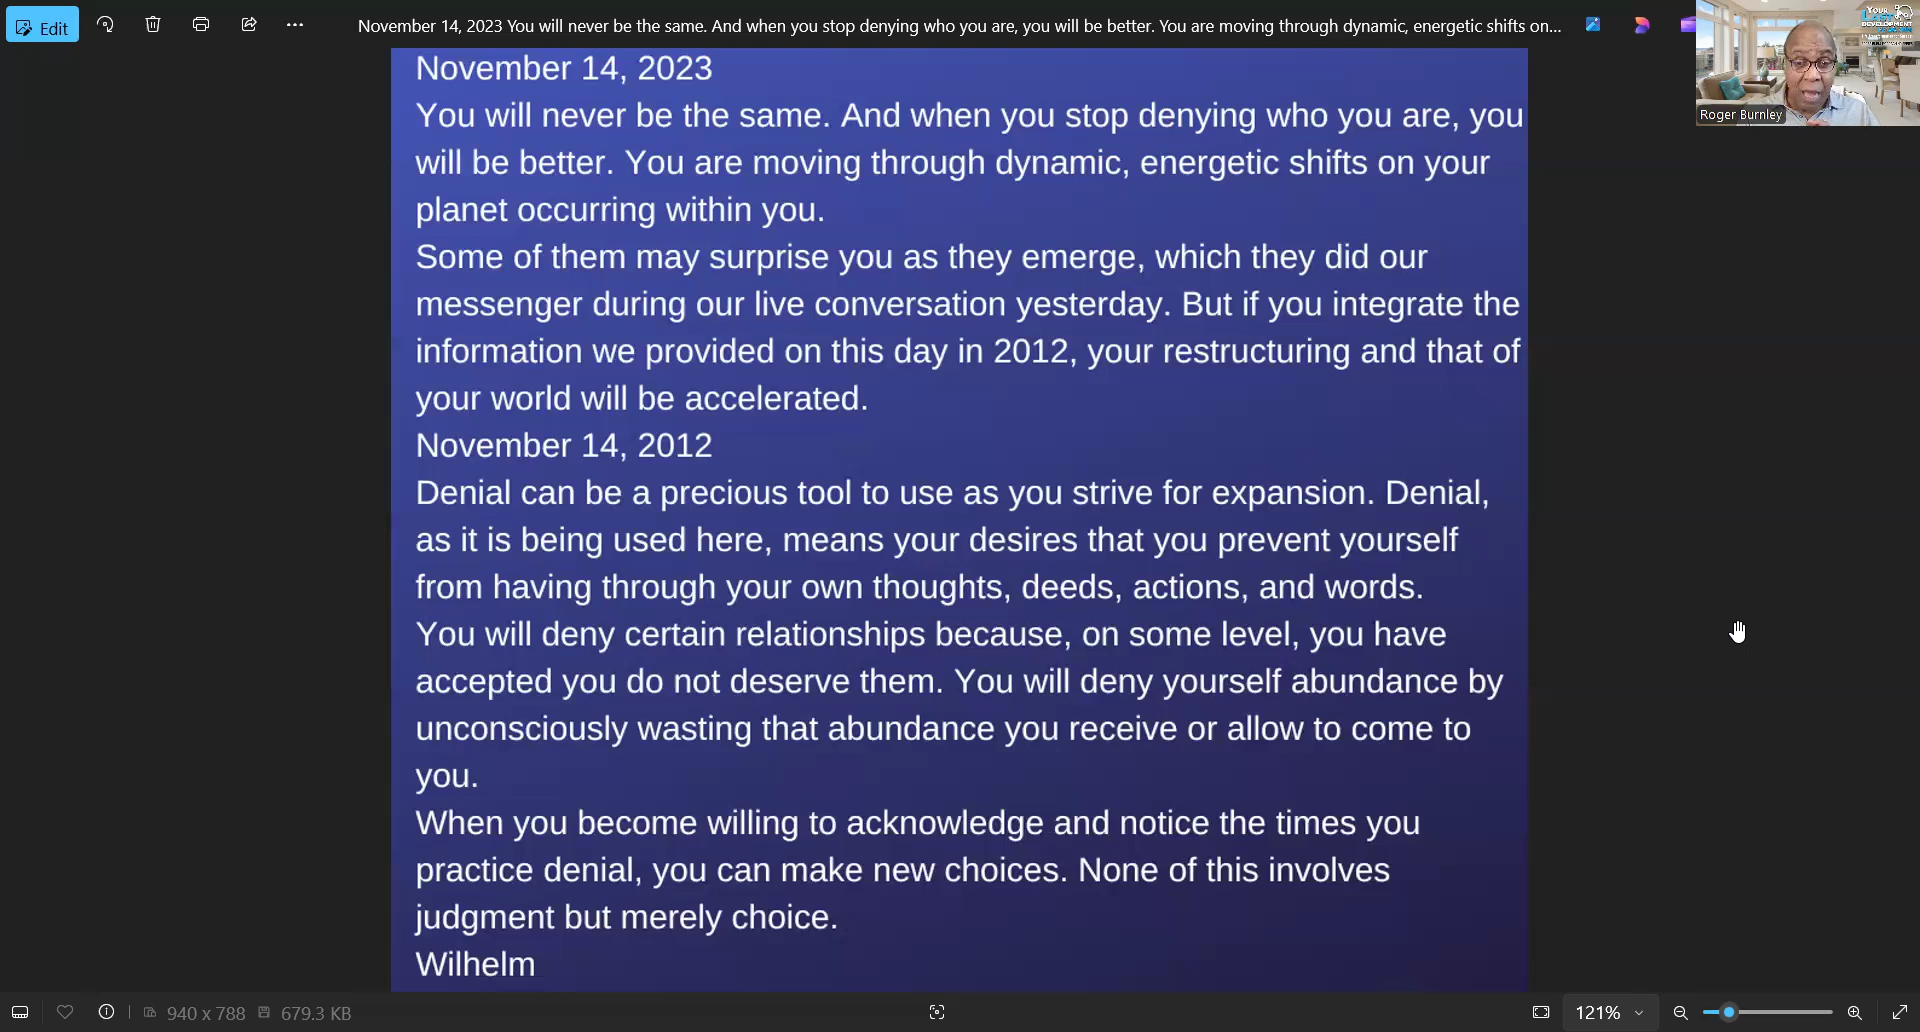 Edit
November 14, 2023 You will never be the same. And when you stop denying who you are, you will be better. You are moving through dynamic, energetic shifts on...
YOUR
LAST
DEVELOPMENT
Roger Burnley
November 14, 2023
You will never be the same. And when you stop denying who you are, you
will be better. You are moving through dynamic, energetic shifts on your
planet occurring within you.
Some of them may surprise you as they emerge, which they did our
messenger during our live conversation yesterday. But if you integrate the
information we provided on this day in 2012, your restructuring and that of
your world will be accelerated.
November 14, 2012
Denial can be a precious tool to use as you strive for expansion. Denial,
as it is being used here, means your desires that you prevent yourself
from having through your own thoughts, deeds, actions, and words.
You will deny certain relationships because, on some level, you have
accepted you do not deserve them. You will deny yourself abundance by
unconsciously wasting that abundance you receive or allow to come to
you.
When you become willing to acknowledge and notice the times you
practice denial, you can make new choices. None of this involves
judgment but merely choice.
Wilhelm
940 x 788 679.3 KB
121%